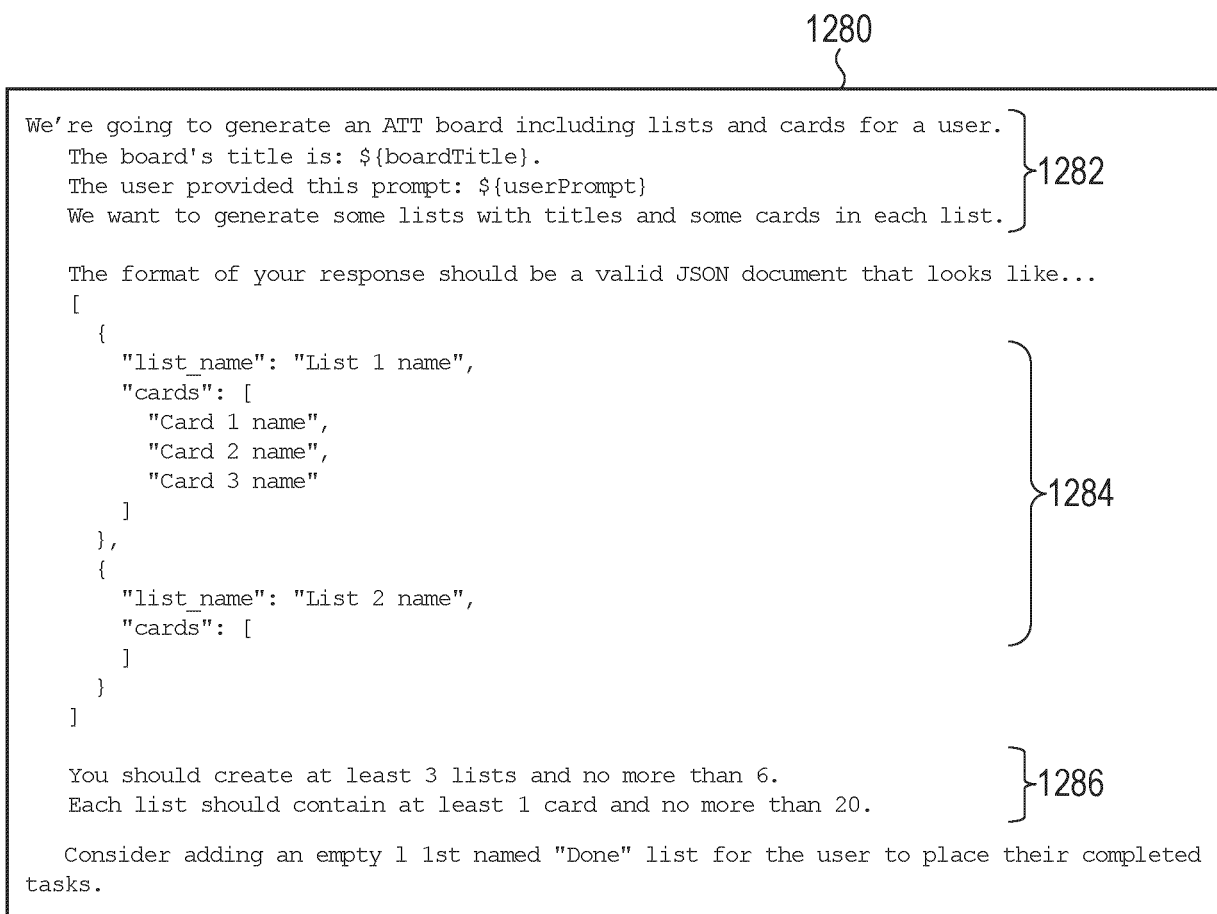 1280
We're going to generate an ATT board including lists and cards for a user.
The board's title is: ${boardTitle}.
The user provided this prompt: ${userPrompt}
1282
We want to generate some lists with titles and some cards in each list.
The format of your response should be a valid JSON document that looks like...
[
{
"list_name": "List 1 name",
"cards": [
"Card 1 name",
"Card 2 name",
"Card 3 name"
1284
]
},
{
"list_name": "List 2 name",
"cards": [
]
}
]
You should create at least 3 lists and no more than 6.
1286
Each list should contain at least 1 card and no more than 20.
Consider adding an empty l 1st named "Done" list for the user to place their completed
tasks.